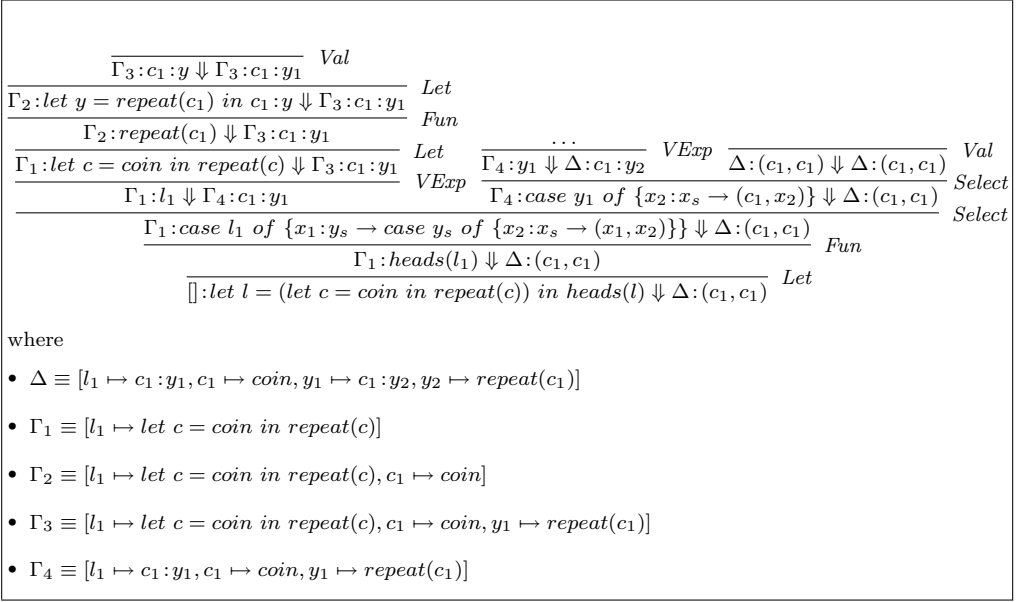 Γ₃:c₁:y ⇓ Γ₃:c₁:y₁ Val
Γ₂:let y = repeat(c₁) in c₁:y ⇓ Γ₃:c₁:y₁ Let
Γ₂:repeat(c₁) ⇓ Γ₃:c₁:y₁ Fun
Γ₁:let c = coin in repeat(c) ⇓ Γ₃:c₁:y₁ Let
Γ₁:l₁ ⇓ Γ₄:c₁:y₁ VExp
...
Γ₄:y₁ ⇓ Δ:c₁:y₂ VExp
Δ:(c₁, c₁) ⇓ Δ:(c₁, c₁) Val
Γ₄:case y₁ of {x₂:xₛ → (c₁, x₂)} ⇓ Δ:(c₁, c₁) Select
Γ₁:case l₁ of {x₁:yₛ → case yₛ of {x₂:xₛ → (x₁, x₂)}} ⇓ Δ:(c₁, c₁) Select
Γ₁:heads(l₁) ⇓ Δ:(c₁, c₁) Fun
[]:let l = (let c = coin in repeat(c)) in heads(l) ⇓ Δ:(c₁, c₁) Let
where
• Δ ≡ [l₁ ↦ c₁:y₁, c₁ ↦ coin, y₁ ↦ c₁:y₂, y₂ ↦ repeat(c₁)]
• Γ₁ ≡ [l₁ ↦ let c = coin in repeat(c)]
• Γ₂ ≡ [l₁ ↦ let c = coin in repeat(c), c₁ ↦ coin]
• Γ₃ ≡ [l₁ ↦ let c = coin in repeat(c), c₁ ↦ coin, y₁ ↦ repeat(c₁)]
• Γ₄ ≡ [l₁ ↦ c₁:y₁, c₁ ↦ coin, y₁ ↦ repeat(c₁)]